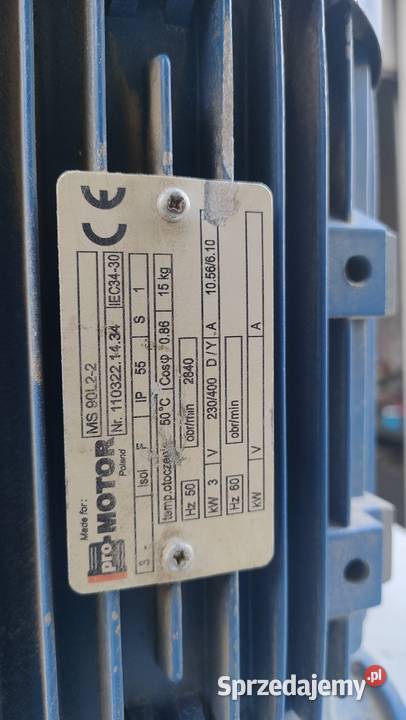 Made for:
pro-MOTOR
Poland
MS 90L2-2
Nr. 110322.14.34 IEC34-30
CE
3 ~ Isol F IP 55 S 1
temp.otoczen 50°C Cosφ 0,86 15 kg
Hz 50 obr/min 2840
kW 3 V 230/400 D/Y A 10.56/6.10
Hz 60 obr/min
kW V A
Sprzedajemy.pl